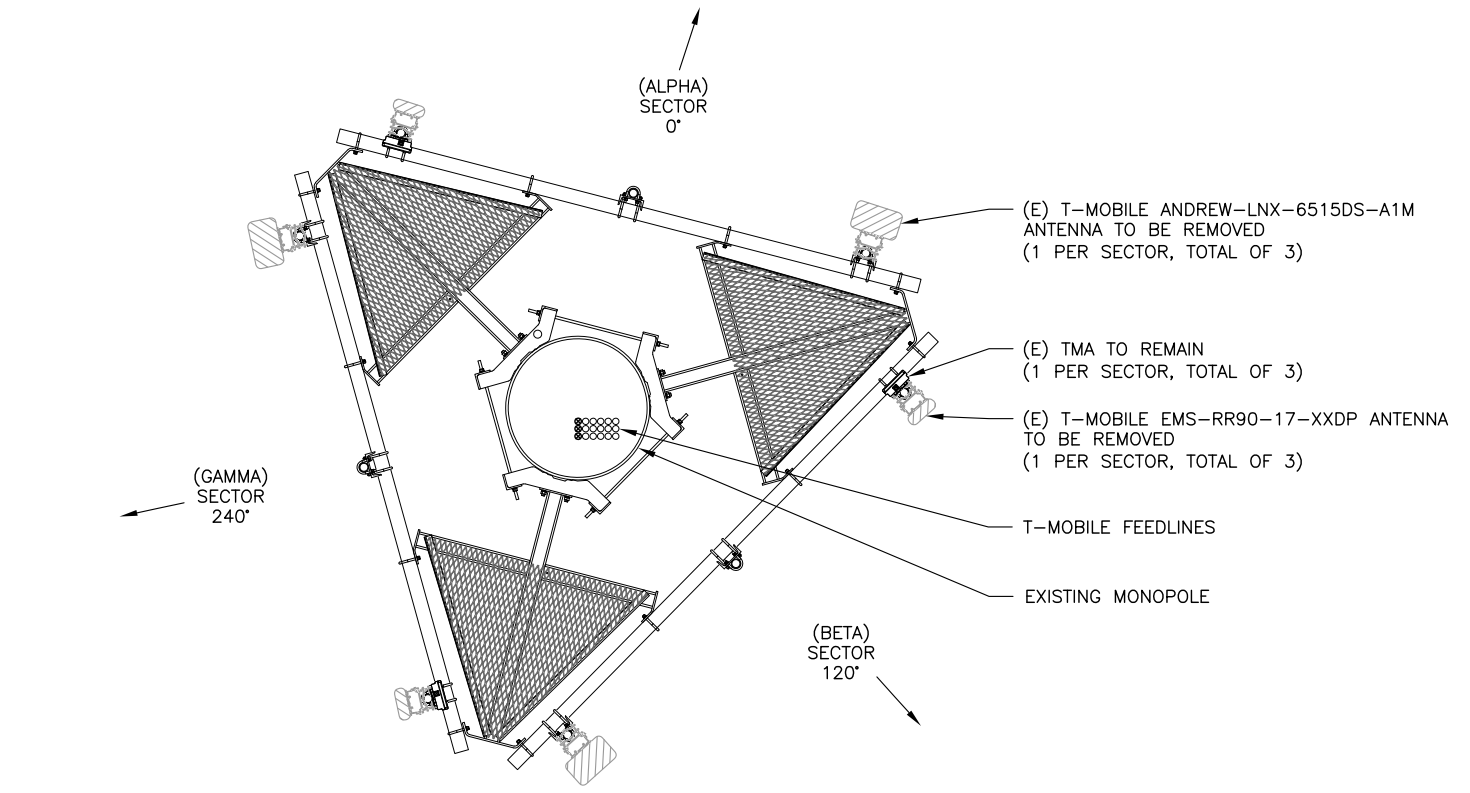 (ALPHA)
SECTOR
0°
(E) T-MOBILE ANDREW-LNX-6515DS-A1M
ANTENNA TO BE REMOVED
(1 PER SECTOR, TOTAL OF 3)
(E) TMA TO REMAIN
(1 PER SECTOR, TOTAL OF 3)
(E) T-MOBILE EMS-RR90-17-XXDP ANTENNA
TO BE REMOVED
(1 PER SECTOR, TOTAL OF 3)
(GAMMA)
SECTOR
240°
T-MOBILE FEEDLINES
EXISTING MONOPOLE
(BETA)
SECTOR
120°